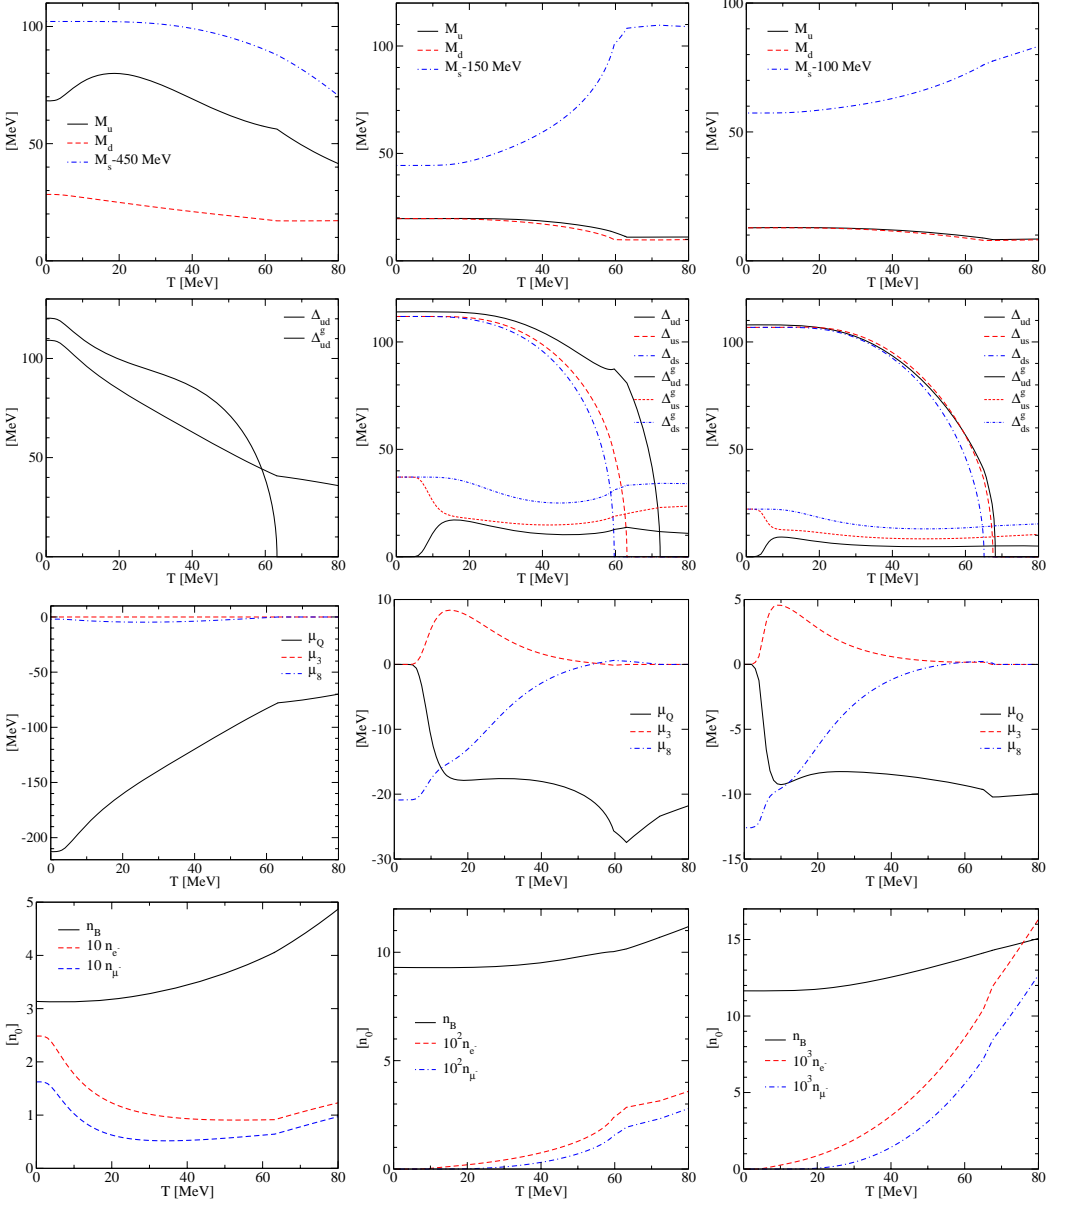 100
50
0
[MeV]
M_u
M_d
M_s-450 MeV
0 20 40 60 80
T [MeV]
100
50
0
[MeV]
M_u
M_d
M_s-150 MeV
0 20 40 60 80
T [MeV]
100
50
0
[MeV]
M_u
M_d
M_s-100 MeV
0 20 40 60 80
T [MeV]
100
50
0
[MeV]
Δ_ud
Δ^g_ud
0 20 40 60 80
T [MeV]
100
50
0
[MeV]
Δ_ud
Δ_us
Δ_ds
Δ^g_ud
Δ^g_us
Δ^g_ds
0 20 40 60 80
T [MeV]
100
50
0
[MeV]
Δ_ud
Δ_us
Δ_ds
Δ^g_ud
Δ^g_us
Δ^g_ds
0 20 40 60 80
T [MeV]
0
-50
-100
-150
-200
[MeV]
μ_Q
μ_3
μ_8
0 20 40 60 80
T [MeV]
10
0
-10
-20
-30
[MeV]
μ_Q
μ_3
μ_8
0 20 40 60 80
T [MeV]
5
0
-5
-10
-15
[MeV]
μ_Q
μ_3
μ_8
0 20 40 60 80
T [MeV]
5
4
3
2
1
0
[n_0]
n_B
10 n_e-
10 n_μ-
0 20 40 60 80
T [MeV]
10
5
0
[n_0]
n_B
10^2 n_e-
10^2 n_μ-
0 20 40 60 80
T [MeV]
15
10
5
0
[n_0]
n_B
10^3 n_e-
10^3 n_μ-
0 20 40 60 80
T [MeV]